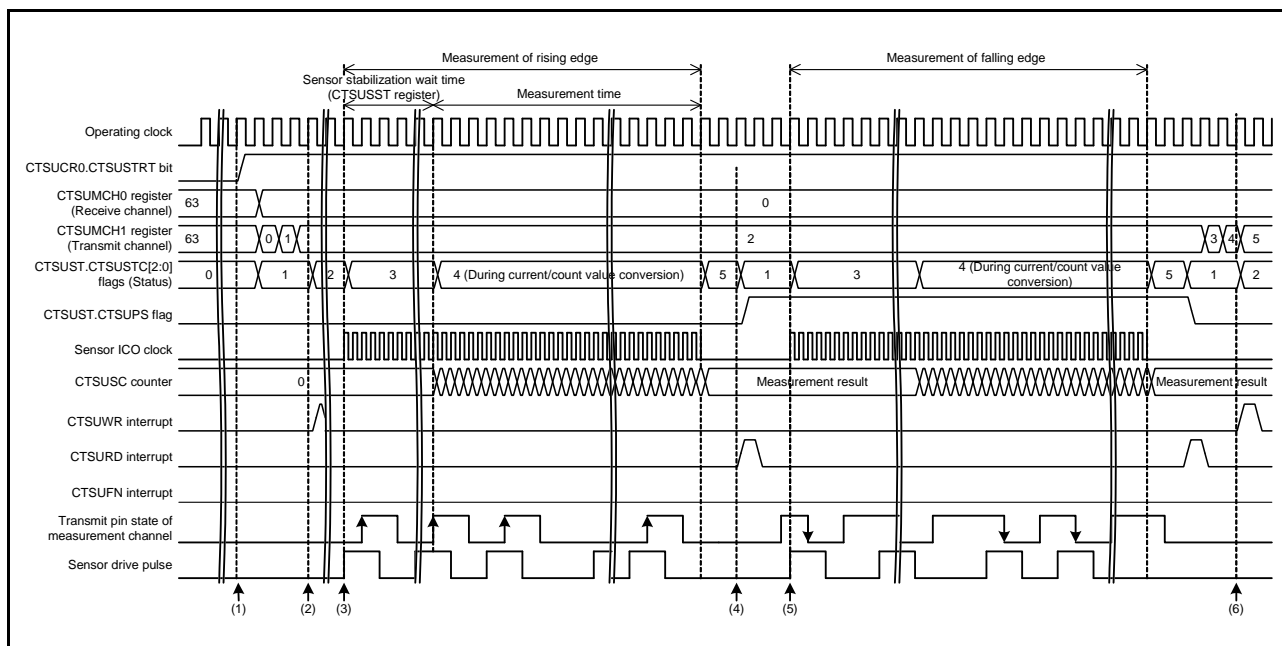 Measurement of rising edge
Measurement of falling edge
Sensor stabilization wait time
(CTSUSST register)
Measurement time
Operating clock
CTSUCR0.CTSUSTRT bit
CTSUMCH0 register
(Receive channel)
63
0
CTSUMCH1 register
(Transmit channel)
63
0
1
2
3
4
5
CTSUST.CTSUSTC[2:0]
flags (Status)
0
1
2
3
4 (During current/count value conversion)
5
1
3
4 (During current/count value
conversion)
5
1
2
CTSUST.CTSUPS flag
Sensor ICO clock
CTSUSC counter
0
Measurement result
Measurement result
CTSUWR interrupt
CTSURD interrupt
CTSUFN interrupt
Transmit pin state of
measurement channel
Sensor drive pulse
(1)
(2)
(3)
(4)
(5)
(6)